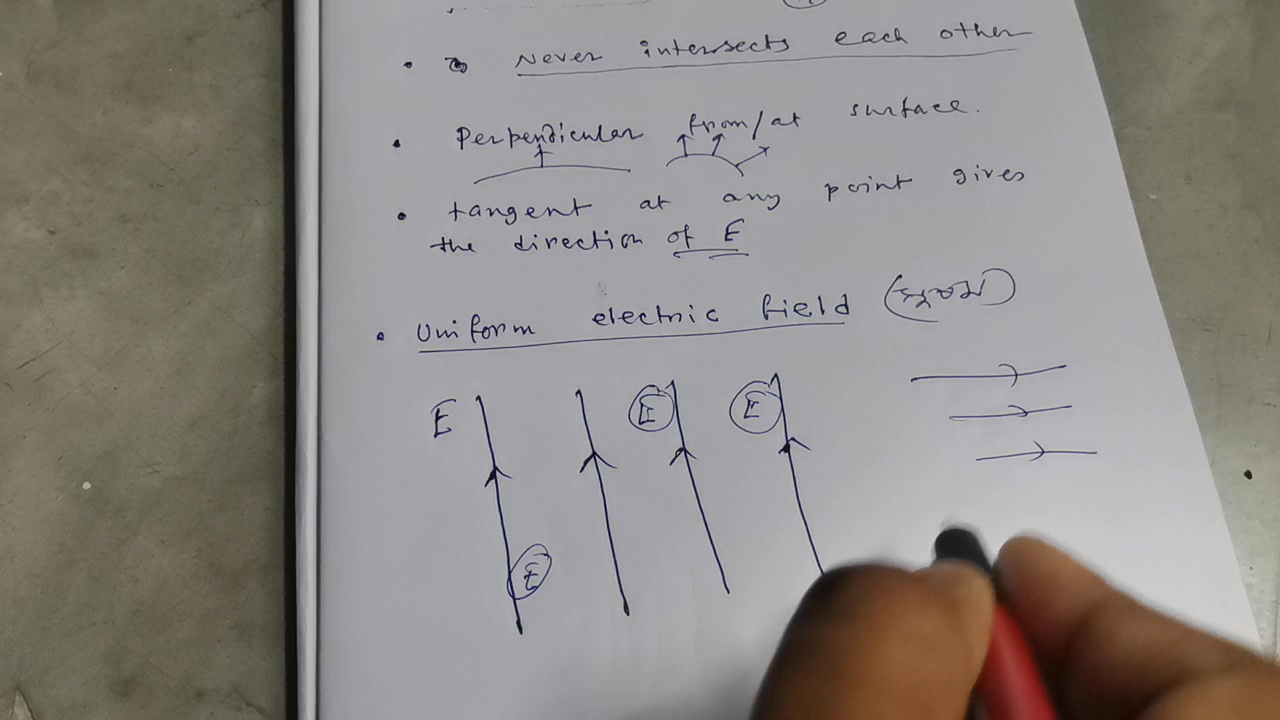 Never intersects each other
Perpendicular from/at surface.
tangent at any point gives
the direction of E
Uniform electric field
E E E
E